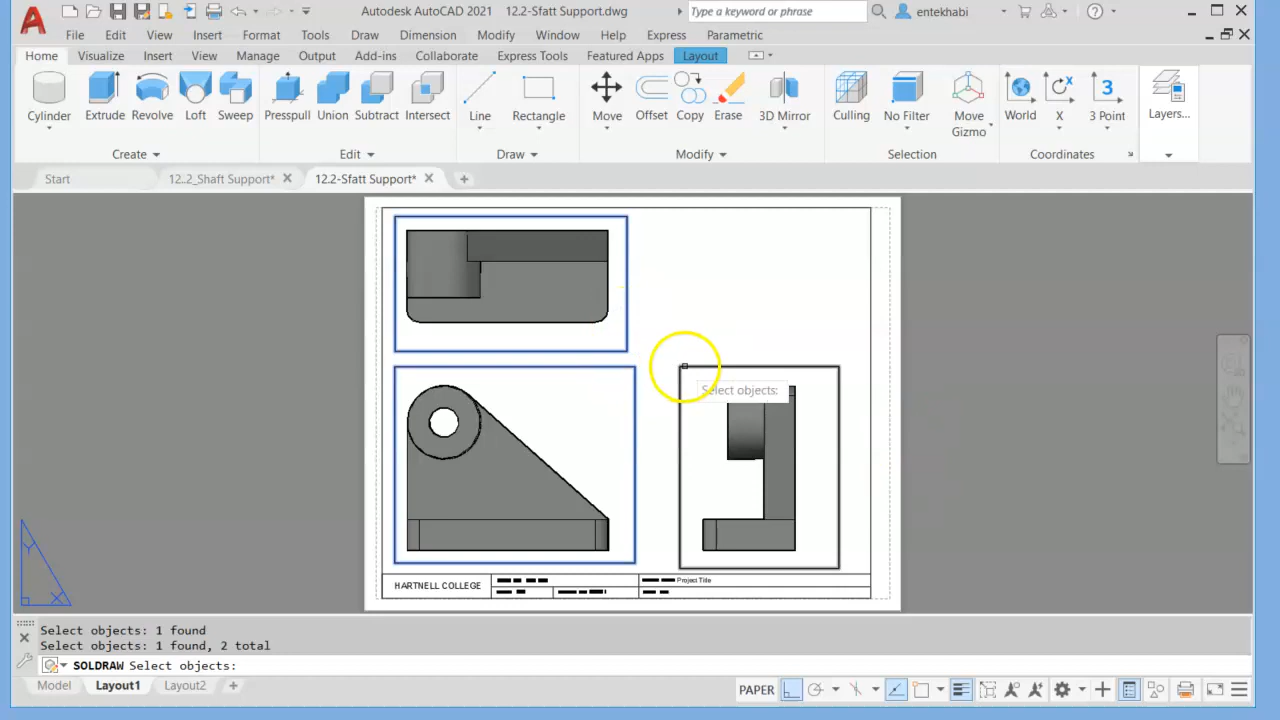 Autodesk AutoCAD 2021 12.2-Sfatt Support.dwg
Type a keyword or phrase
entekhabi
File Edit View Insert Format Tools Draw Dimension Modify Window Help Express Parametric
Home Visualize Insert View Manage Output Add-ins Collaborate Express Tools Featured Apps Layout
Cylinder Extrude Revolve Loft Sweep Presspull Union Subtract Intersect Line Rectangle Move Offset Copy Erase 3D Mirror Culling No Filter Move Gizmo World X 3 Point Layers...
Create Edit Draw Modify Selection Coordinates
Start 12..2_Shaft Support* 12.2-Sfatt Support*
Select objects:
HARTNELL COLLEGE
Project Title
Select objects: 1 found
Select objects: 1 found, 2 total
SOLDRAW Select objects:
Model Layout1 Layout2
PAPER